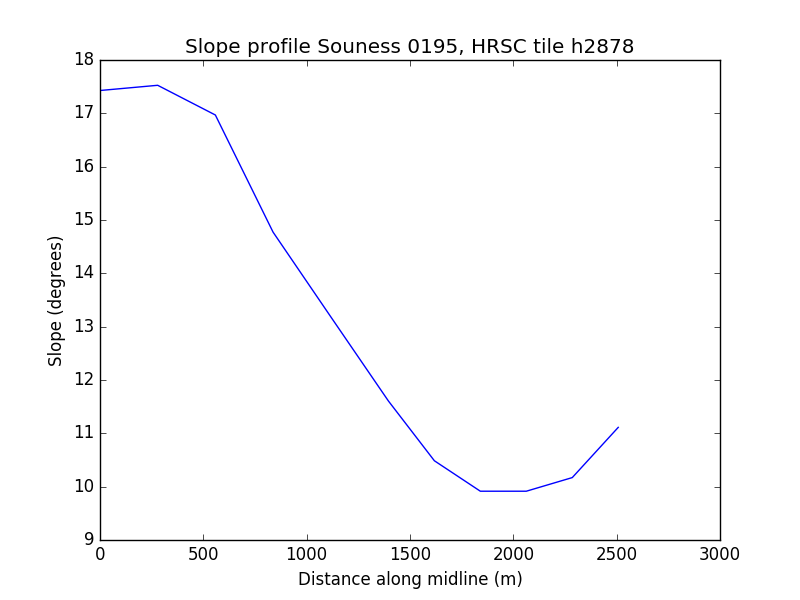 Slope profile Souness 0195, HRSC tile h2878
18
17
16
15
14
13
12
11
10
9
Slope (degrees)
0 500 1000 1500 2000 2500 3000
Distance along midline (m)